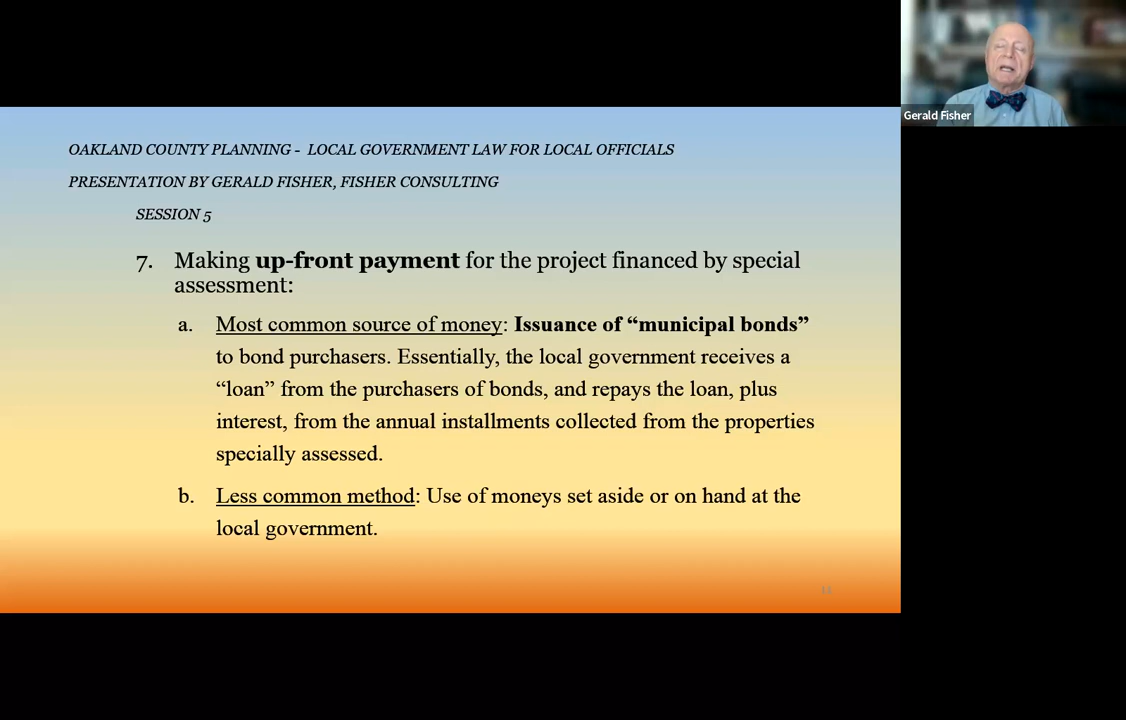 Gerald Fisher
OAKLAND COUNTY PLANNING - LOCAL GOVERNMENT LAW FOR LOCAL OFFICIALS
PRESENTATION BY GERALD FISHER, FISHER CONSULTING
SESSION 5
7. Making up-front payment for the project financed by special
assessment:
a. Most common source of money: Issuance of “municipal bonds”
to bond purchasers. Essentially, the local government receives a
“loan” from the purchasers of bonds, and repays the loan, plus
interest, from the annual installments collected from the properties
specially assessed.
b. Less common method: Use of moneys set aside or on hand at the
local government.